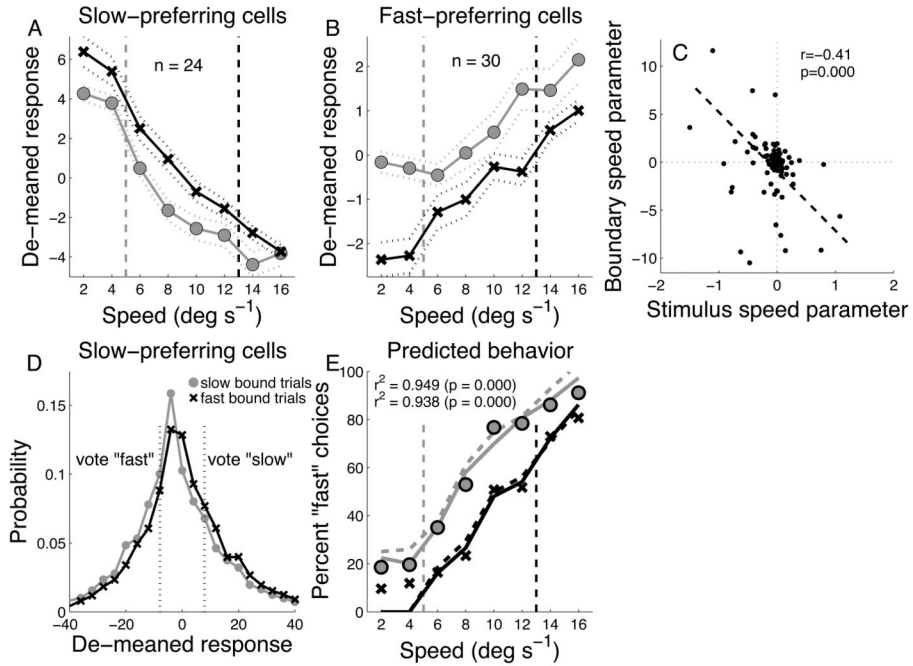 A
Slow−preferring cells
n = 24
De−meaned response
6
4
2
0
−2
−4
2 4 6 8 10 12 14 16
Speed (deg s−1)
B
Fast−preferring cells
n = 30
De−meaned response
2
1
0
−1
−2
2 4 6 8 10 12 14 16
Speed (deg s−1)
C
r=−0.41
p=0.000
Boundary speed parameter
10
5
0
−5
−10
−2 −1 0 1 2
Stimulus speed parameter
D
Slow−preferring cells
slow bound trials
fast bound trials
vote "fast"
vote "slow"
Probability
0.15
0.1
0.05
0
−40 −20 0 20 40
De−meaned response
E
Predicted behavior
r2 = 0.949 (p = 0.000)
r2 = 0.938 (p = 0.000)
Percent "fast" choices
100
80
60
40
20
0
2 4 6 8 10 12 14 16
Speed (deg s−1)